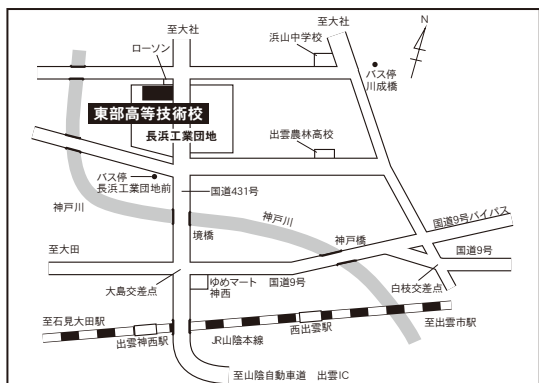 至大社
至大社
N
ローソン
浜山中学校
バス停
川成橋
東部高等技術校
長浜工業団地
出雲農林高校
バス停
長浜工業団地前
国道431号
神戸川
神戸川
国道9号バイパス
境橋
神戸橋
至大田
国道9号
大島交差点
ゆめマート
神西
国道9号
白枝交差点
至石見大田駅
西出雲駅
至出雲市駅
出雲神西駅
JR山陰本線
至山陰自動車道 出雲IC